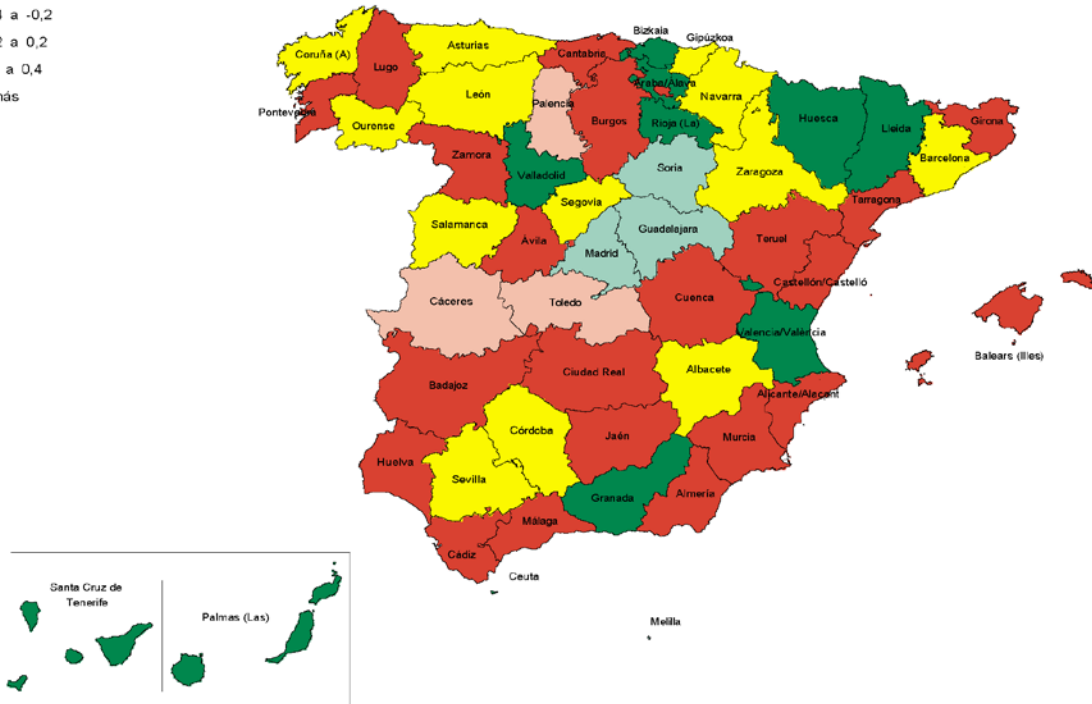 a -0,2
a 0,2
a 0,4
Bizkaia
Gipúzkoa
Asturias
Coruña (A)
Cantabria
Lugo
Araba/Alava
León
Navarra
Palencia
Pontevedra
Burgos
Rioja (La)
Huesca
Lleida
Girona
Ourense
Zamora
Barcelona
Soria
Zaragoza
Valladolid
Tarragona
Segovia
Salamanca
Guadalajara
Ávila
Teruel
Madrid
Castellón/Castelló
Cáceres
Toledo
Cuenca
Valencia/València
Balears (Illes)
Albacete
Ciudad Real
Badajoz
Alicante/Alacant
Córdoba
Jaén
Murcia
Huelva
Sevilla
Granada
Almería
Málaga
Cádiz
Ceuta
Santa Cruz de
Tenerife
Palmas (Las)
Melilla